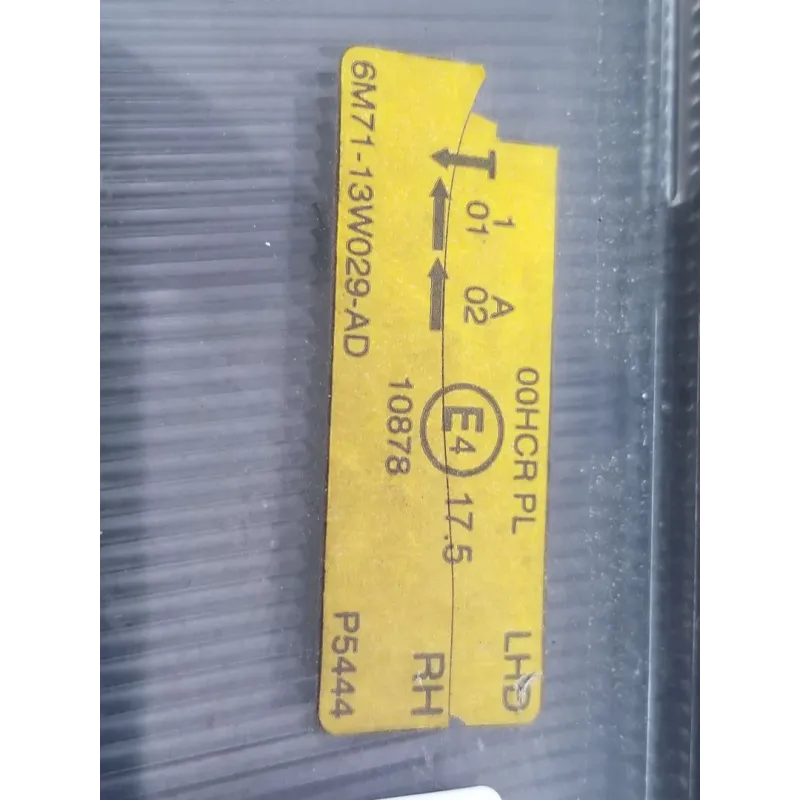 00HCR PL
LHD
1
A
01
02
E4
17.5
10878
RH
6M71-13W029-AD
P5444